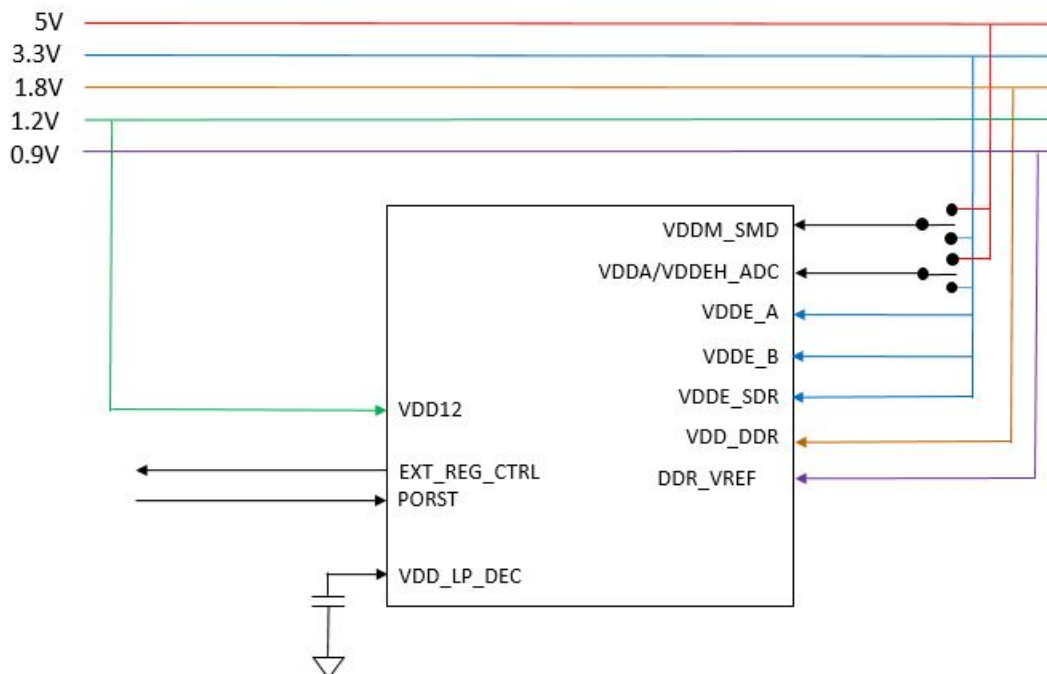 5V
3.3V
1.8V
1.2V
0.9V
VDDM_SMD
VDDA/VDDEH_ADC
VDDE_A
VDDE_B
VDDE_SDR
VDD12
VDD_DDR
EXT_REG_CTRL
DDR_VREF
PORST
VDD_LP_DEC